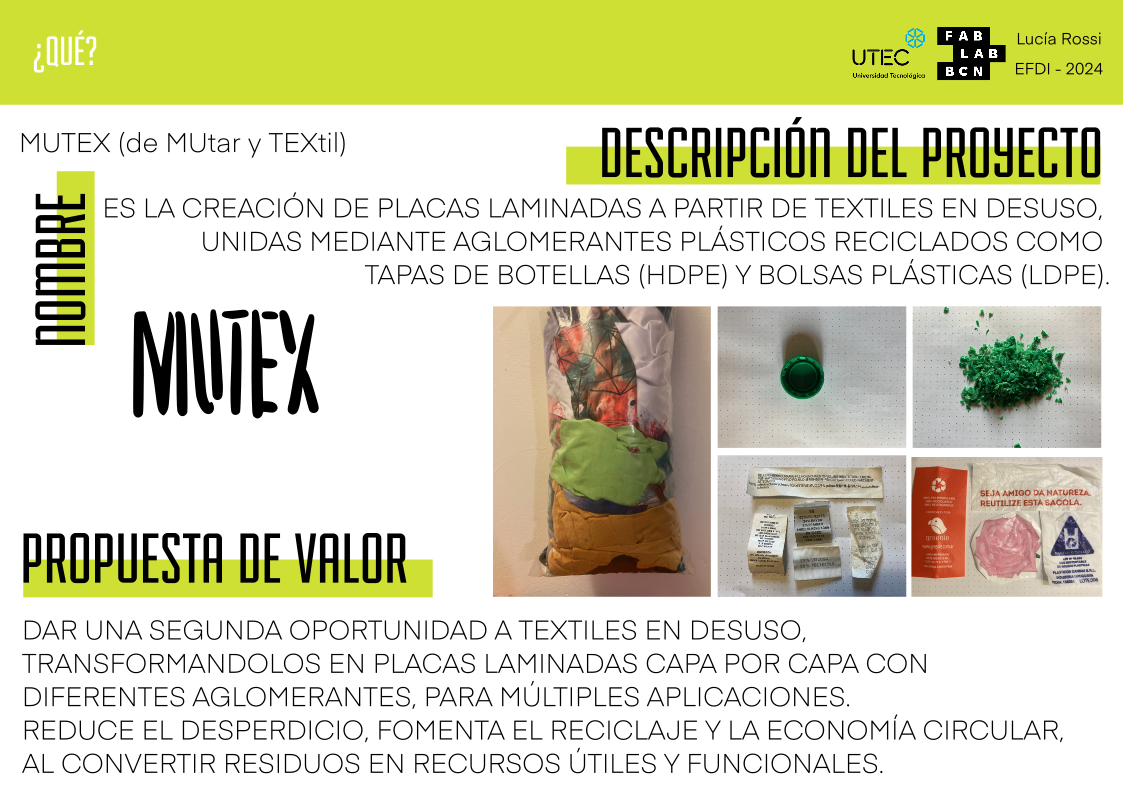 ¿QUÉ?
UTEC
Universidad Tecnológica
FAB
LAB
BCN
Lucía Rossi
EFDI - 2024
MUTEX (de MUtar y TEXtil)
NOMBRE
MUTEX
DESCRIPCIÓN DEL PROYECTO
ES LA CREACIÓN DE PLACAS LAMINADAS A PARTIR DE TEXTILES EN DESUSO,
UNIDAS MEDIANTE AGLOMERANTES PLÁSTICOS RECICLADOS COMO
TAPAS DE BOTELLAS (HDPE) Y BOLSAS PLÁSTICAS (LDPE).
SEJA AMIGO DA NATUREZA.
REUTILIZE ESTA SACOLA.
PROPUESTA DE VALOR
DAR UNA SEGUNDA OPORTUNIDAD A TEXTILES EN DESUSO,
TRANSFORMANDOLOS EN PLACAS LAMINADAS CAPA POR CAPA CON
DIFERENTES AGLOMERANTES, PARA MÚLTIPLES APLICACIONES.
REDUCE EL DESPERDICIO, FOMENTA EL RECICLAJE Y LA ECONOMÍA CIRCULAR,
AL CONVERTIR RESIDUOS EN RECURSOS ÚTILES Y FUNCIONALES.